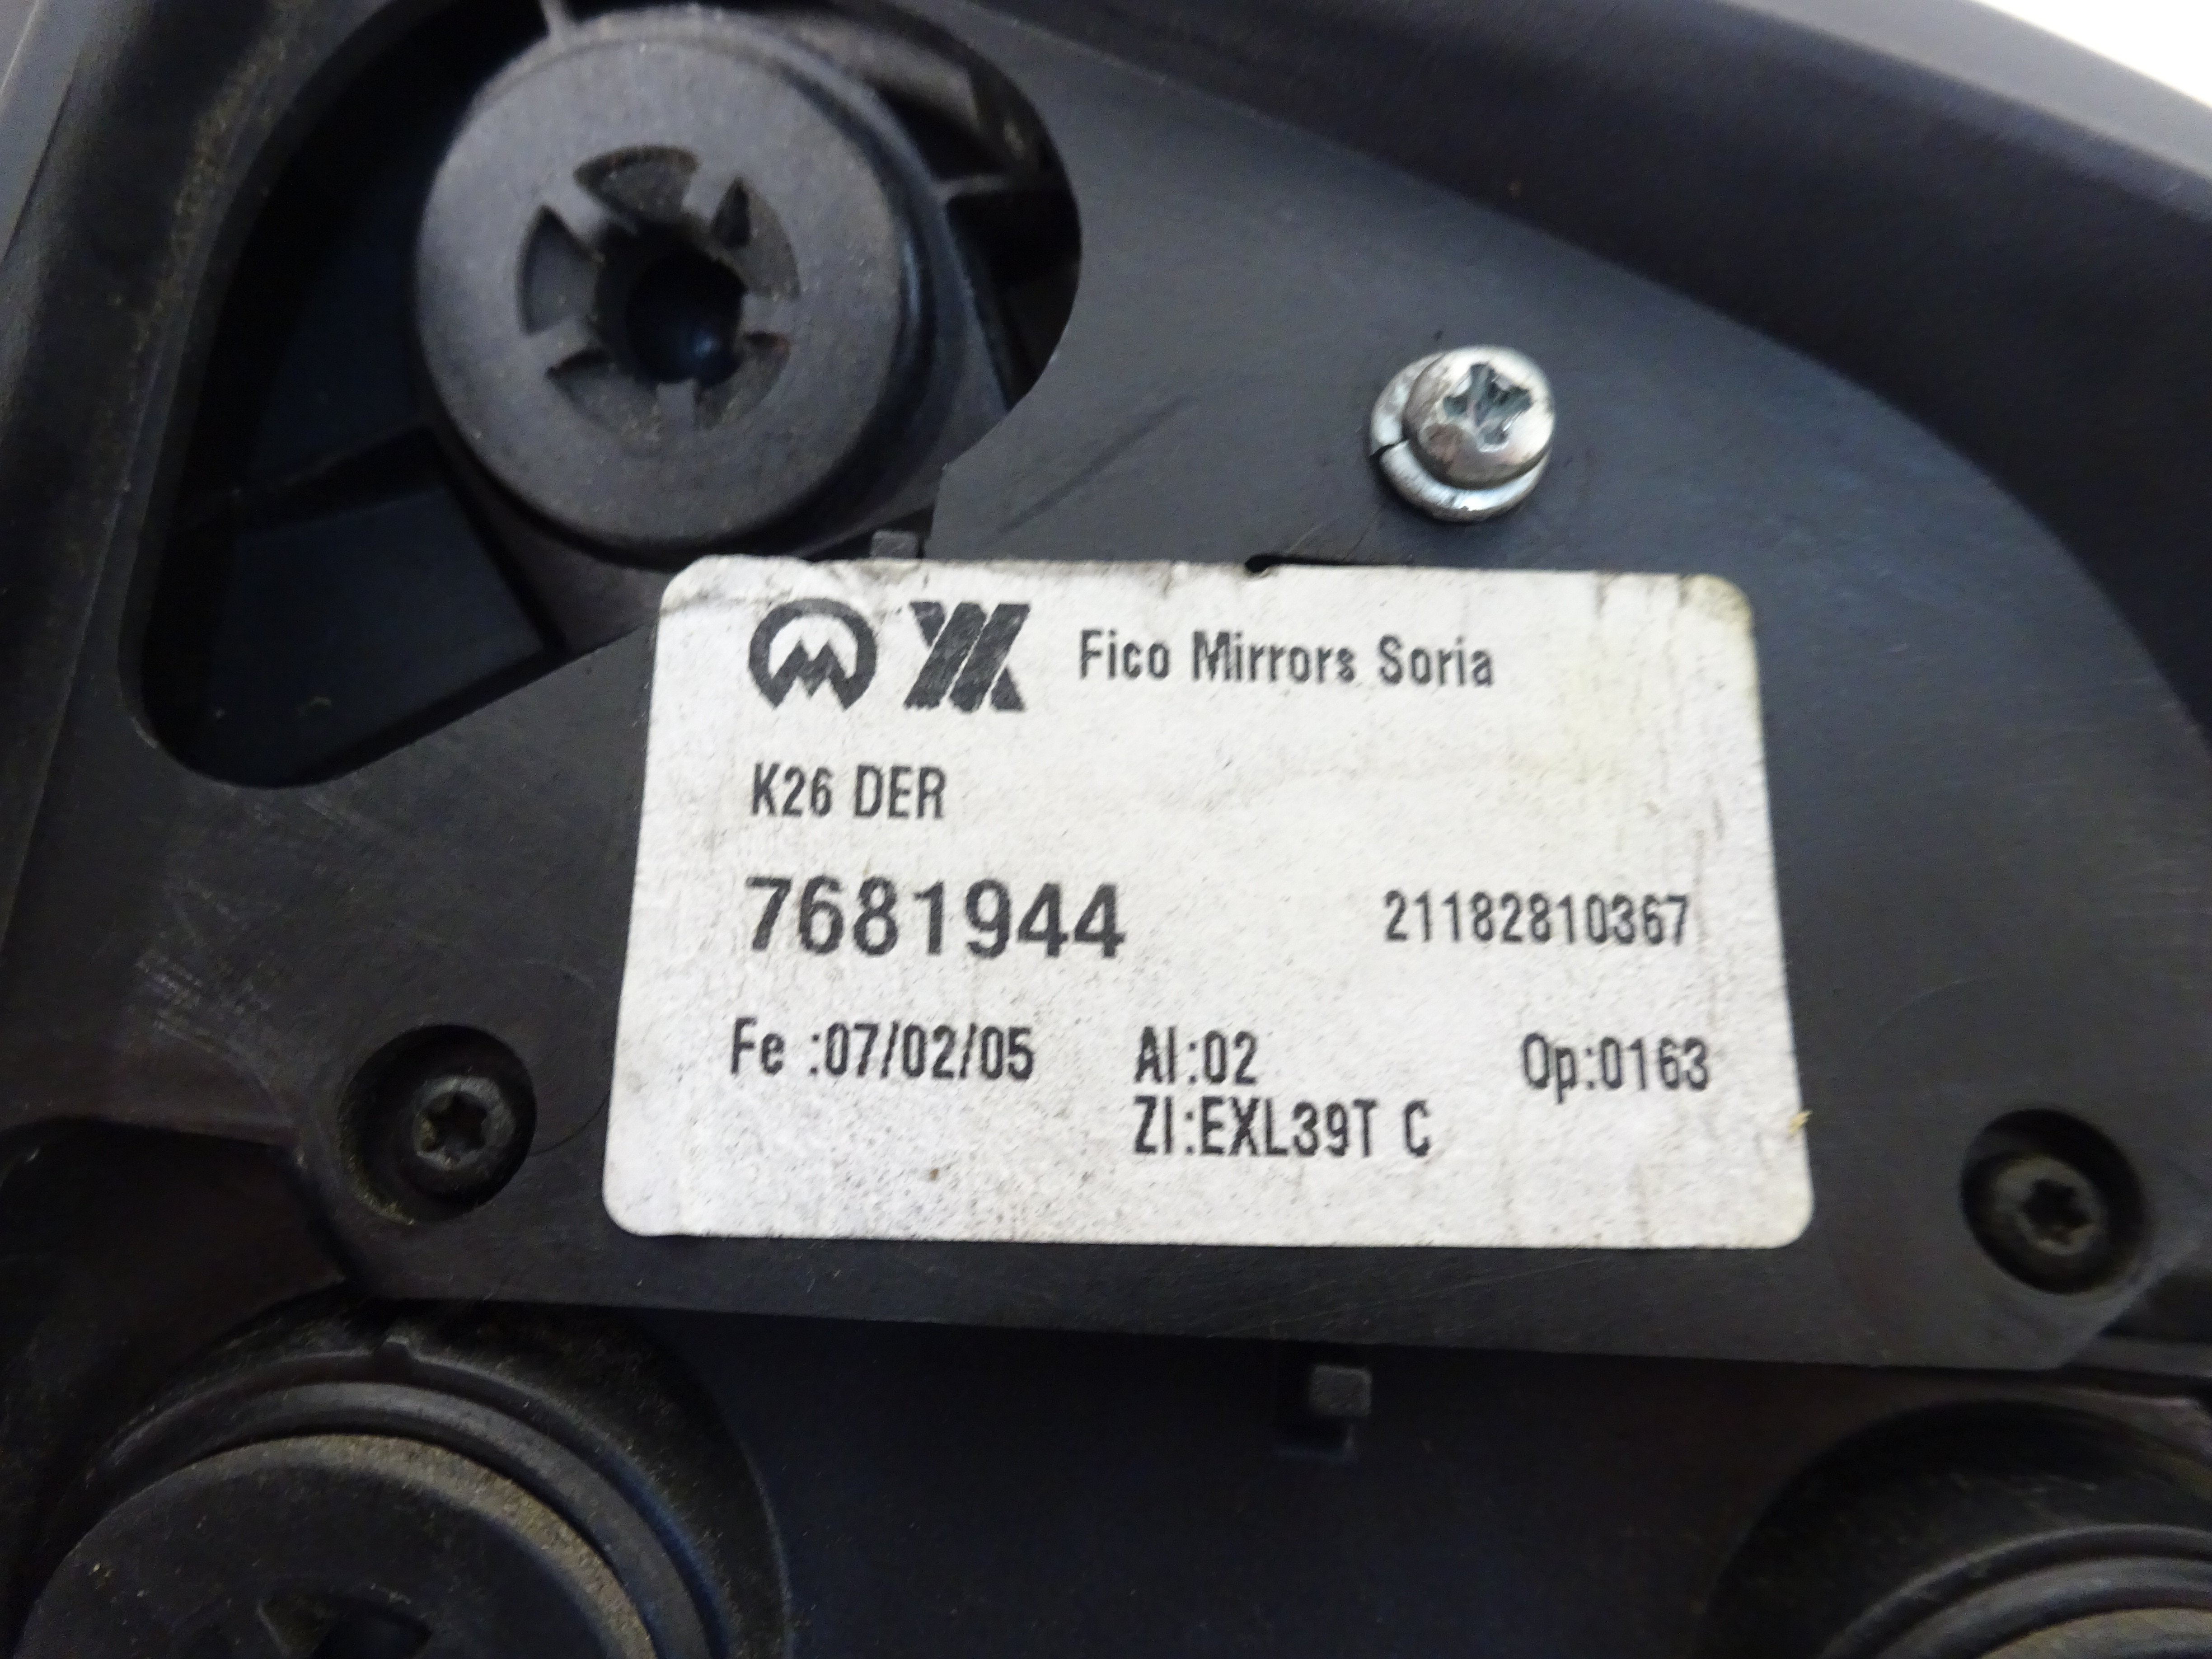 Fico Mirrors Soria
K26 DER
7681944 21182810367
Fe :07/02/05 Al:02 Op:0163
ZI:EXL39T C